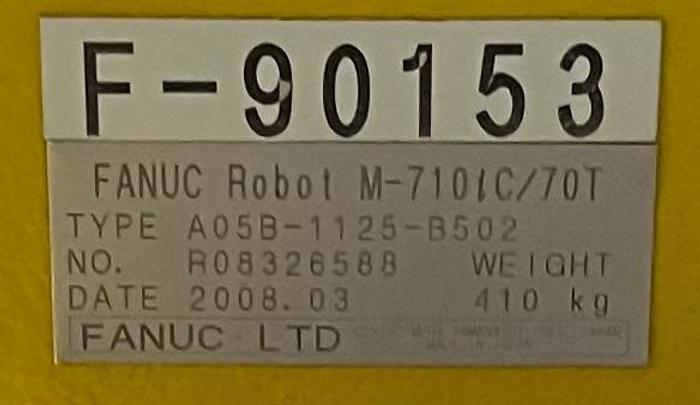 F-90153
FANUC Robot M-710iC/70T
TYPE A05B-1125-B502
NO. R08326588 WEIGHT
DATE 2008.03 410 kg
FANUC LTD